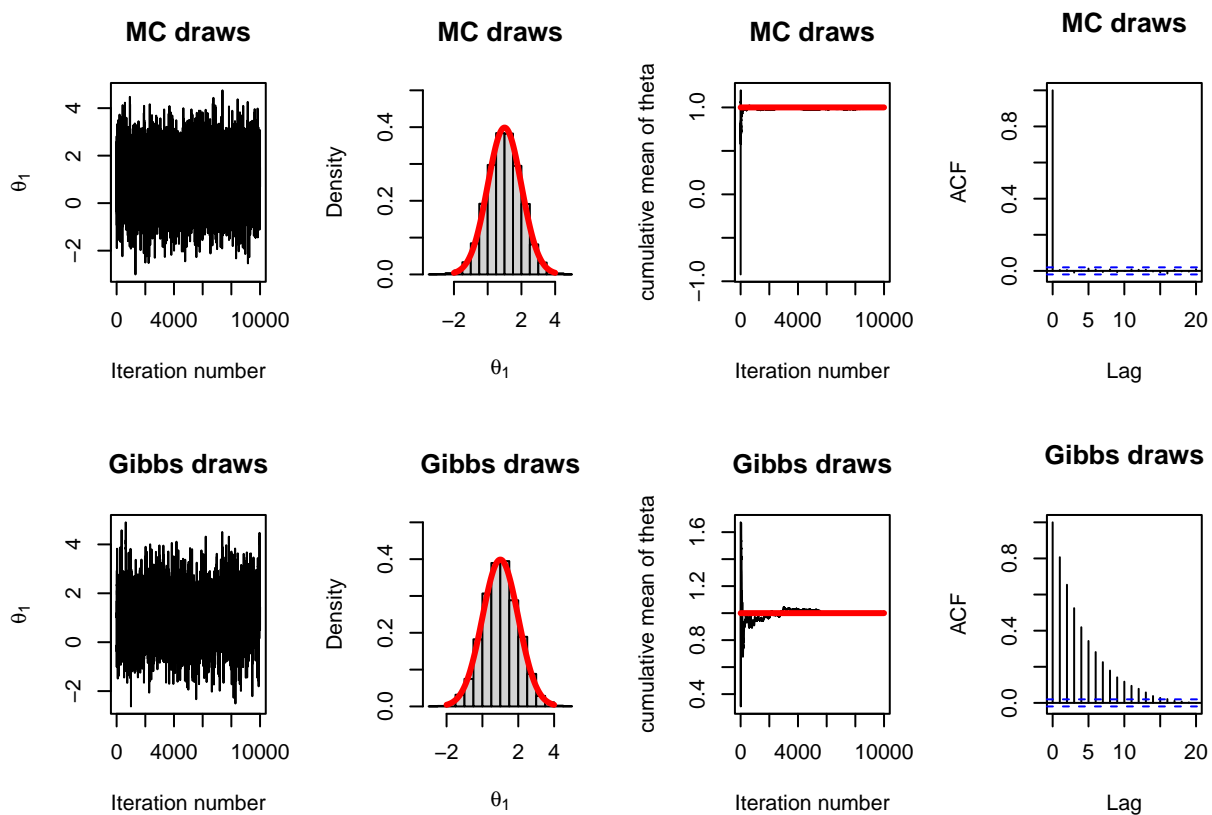 MC draws
θ1
4
2
0
−2
0 4000 10000
Iteration number
MC draws
Density
0.4
0.2
0.0
−2 2 4
θ1
MC draws
cumulative mean of theta
1.0
0.0
−1.0
0 4000 10000
Iteration number
MC draws
ACF
0.8
0.4
0.0
0 5 10 20
Lag
Gibbs draws
θ1
4
2
0
−2
0 4000 10000
Iteration number
Gibbs draws
Density
0.4
0.2
0.0
−2 2 4
θ1
Gibbs draws
cumulative mean of theta
1.6
1.2
0.8
0.4
0 4000 10000
Iteration number
Gibbs draws
ACF
0.8
0.4
0.0
0 5 10 20
Lag